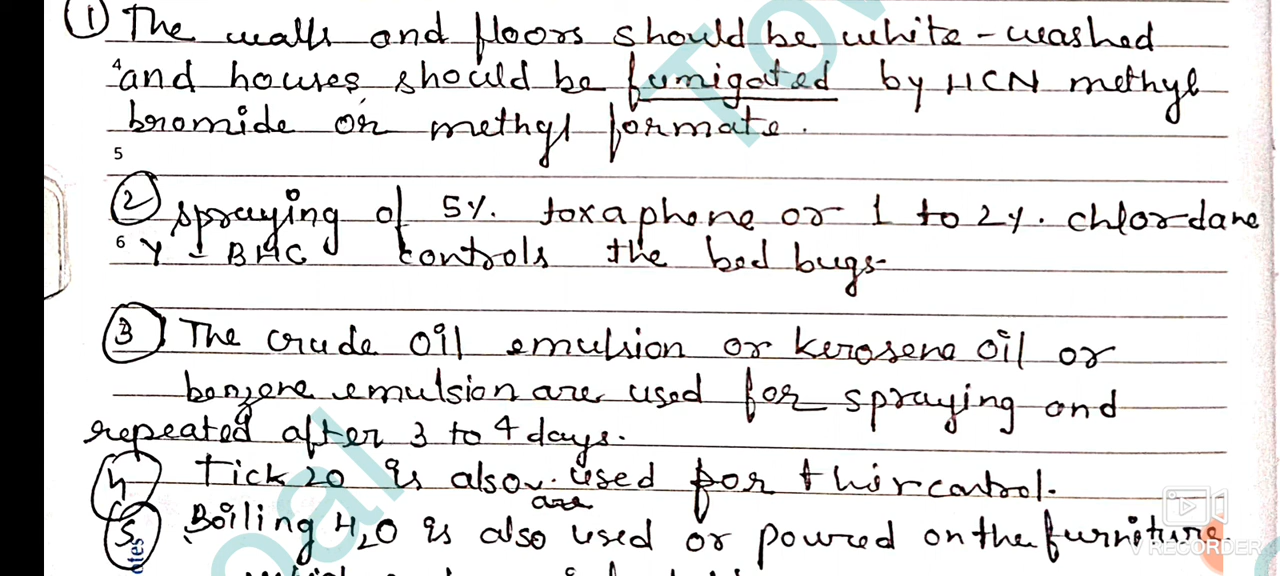 ① The walls and floors should be white-washed
4 and houses should be fumigated by HCN methyl
bromide or methyl formate.
5
② spraying of 5%. toxaphene or 1 to 2%. chlordane
6 γ - BHC controls the bed bugs-
③ The crude oil emulsion or kerosene oil or
benzene emulsion are used for spraying and
repeated after 3 to 4 days.
④ Tick 20 is also used for thir control.
are
⑤ Boiling H₂O is also used or poured on the furniture.
V RECORDER